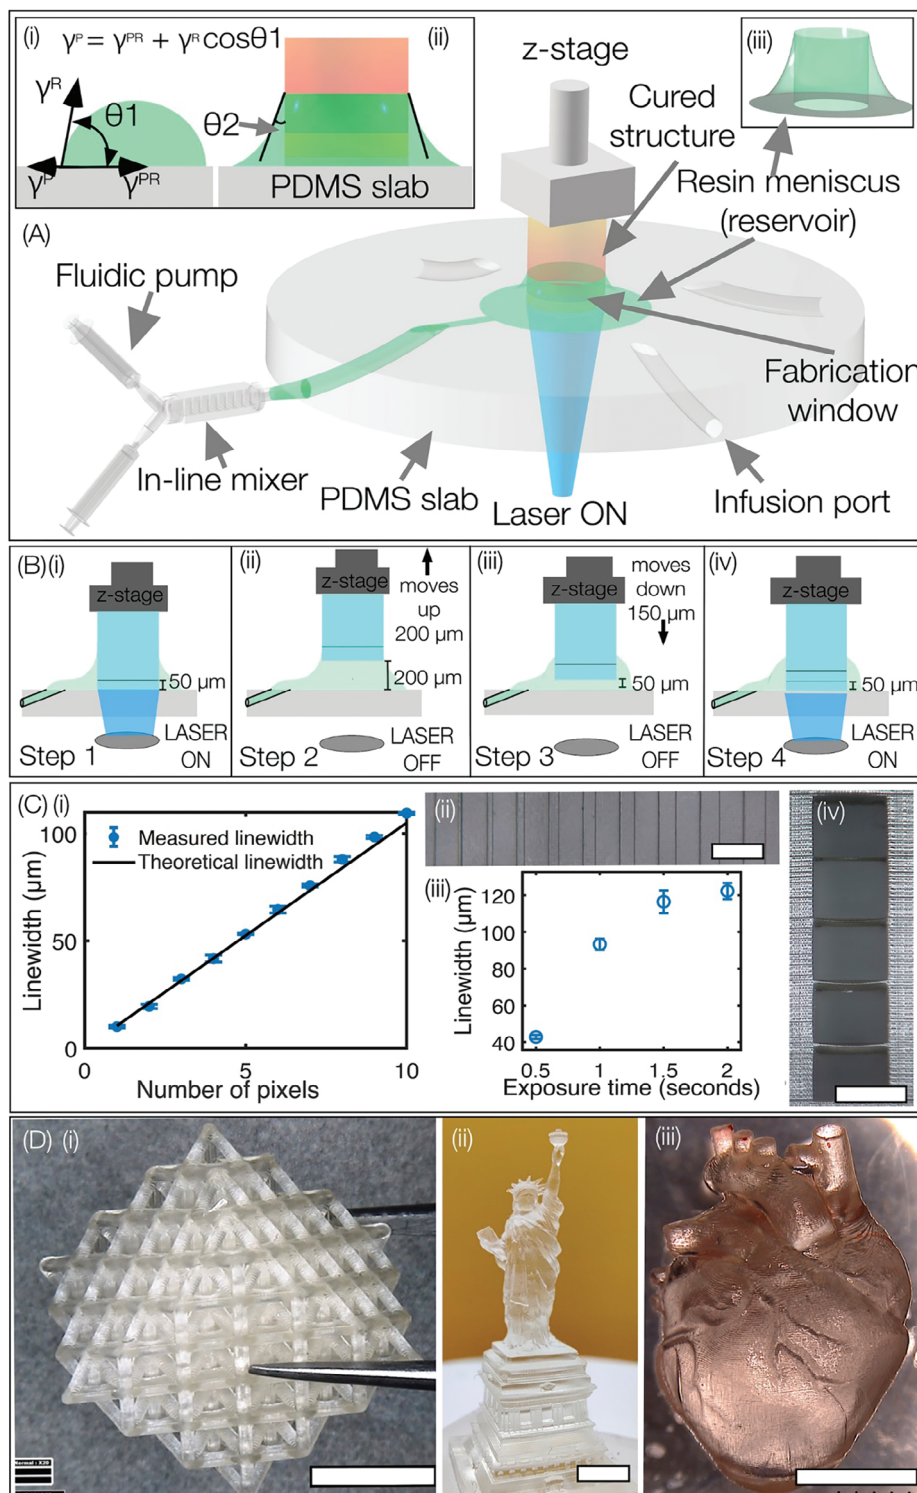 (i)
γᴾ = γᴾᴿ + γᴿcosθ1
(ii)
γᴿ
θ1
γᴾ
γᴾᴿ
θ2
PDMS slab
z-stage
(iii)
Cured
structure
Resin meniscus
(reservoir)
(A)
Fluidic pump
In-line mixer
PDMS slab
Laser ON
Fabrication
window
Infusion port
(B) (i)
z-stage
50 μm
LASER
ON
Step 1
(ii)
z-stage
moves
up
200 μm
200 μm
LASER
OFF
Step 2
(iii)
z-stage
moves
down
150 μm
50 μm
LASER
OFF
Step 3
(iv)
z-stage
50 μm
LASER
ON
Step 4
(C) (i)
100
50
0
Linewidth (μm)
Measured linewidth
Theoretical linewidth
0
5
10
Number of pixels
(ii)
(iii)
120
100
80
60
40
Linewidth (μm)
0.5
1
1.5
2
Exposure time (seconds)
(iv)
(D) (i)
Normal : X20
(ii)
(iii)